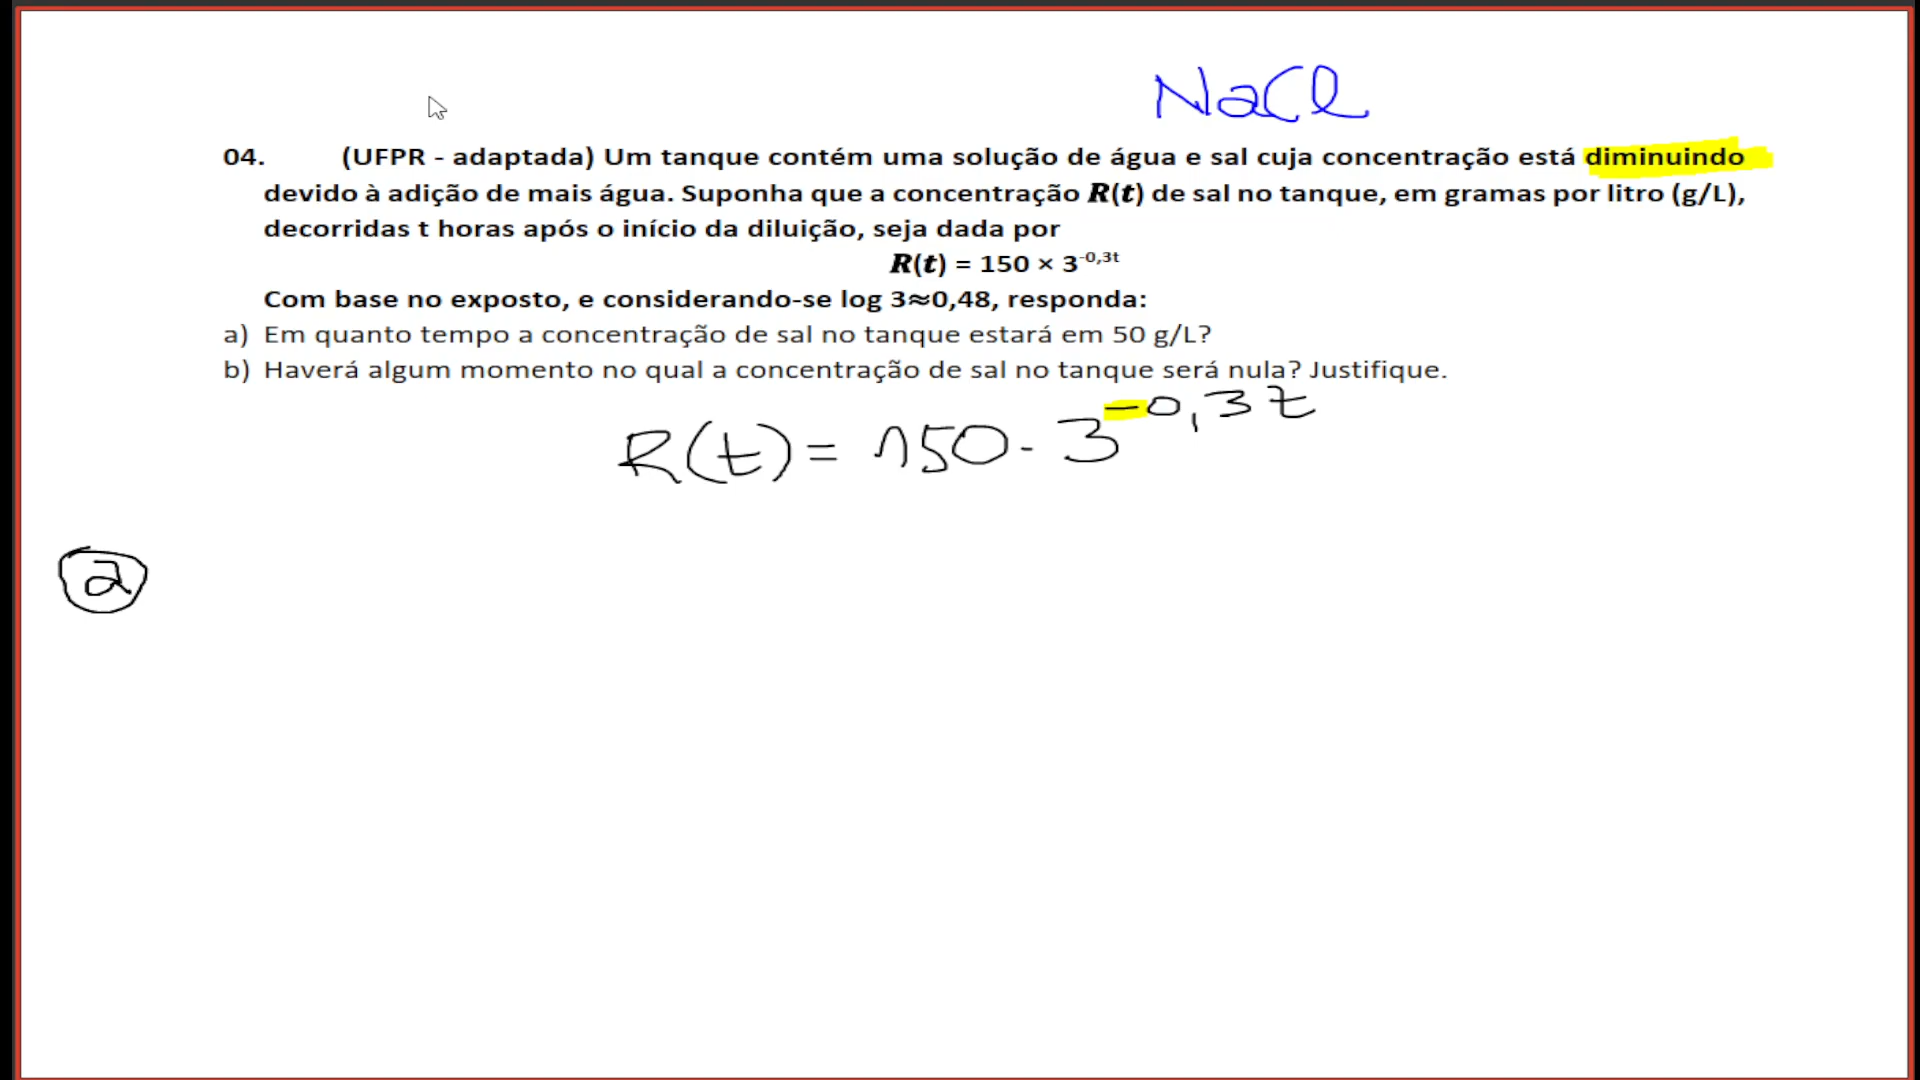 NaCl
04. (UFPR - adaptada) Um tanque contém uma solução de água e sal cuja concentração está diminuindo
devido à adição de mais água. Suponha que a concentração R(t) de sal no tanque, em gramas por litro (g/L),
decorridas t horas após o início da diluição, seja dada por
R(t) = 150 × 3⁻⁰,³ᵗ
Com base no exposto, e considerando-se log 3≈0,48, responda:
a) Em quanto tempo a concentração de sal no tanque estará em 50 g/L?
b) Haverá algum momento no qual a concentração de sal no tanque será nula? Justifique.
R(t) = 150 · 3⁻⁰,³ᵗ
a